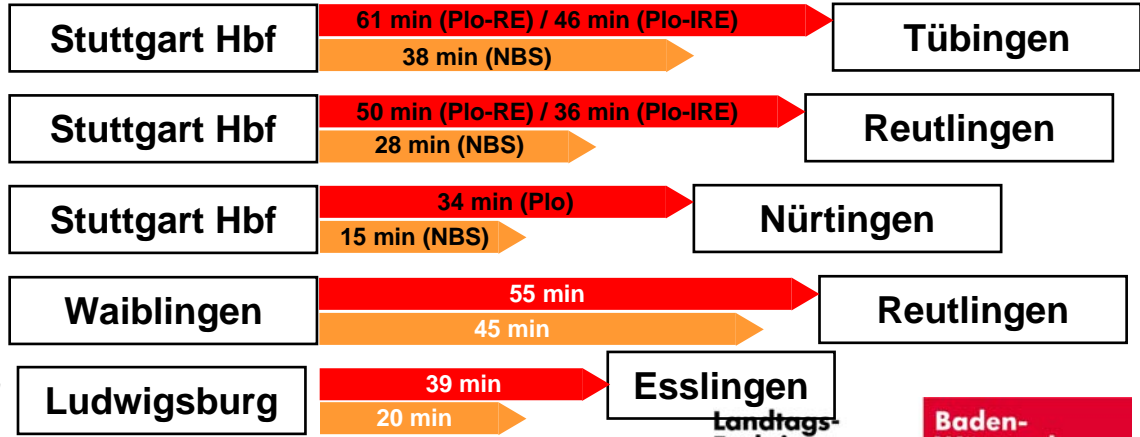 Stuttgart Hbf
61 min (Plo-RE) / 46 min (Plo-IRE)
38 min (NBS)
Tübingen
Stuttgart Hbf
50 min (Plo-RE) / 36 min (Plo-IRE)
28 min (NBS)
Reutlingen
Stuttgart Hbf
34 min (Plo)
15 min (NBS)
Nürtingen
Waiblingen
55 min
45 min
Reutlingen
Ludwigsburg
39 min
20 min
Esslingen
Landtags-
Baden-